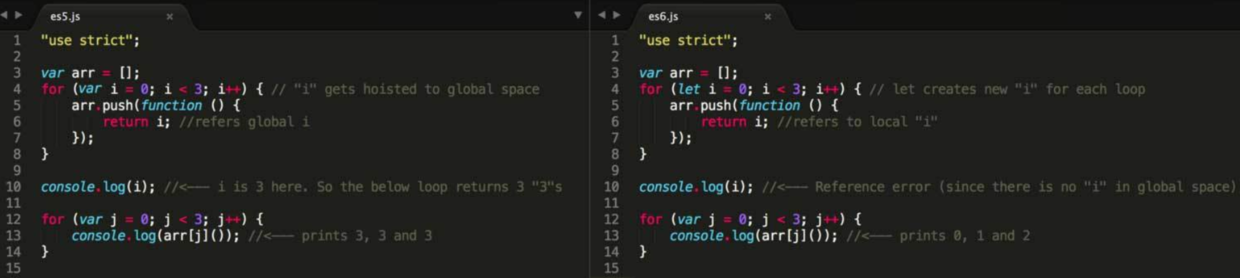 es5.js ×
1 "use strict";
2
3 var arr = [];
4 for (var i = 0; i < 3; i++) { // "i" gets hoisted to global space
5     arr.push(function () {
6         return i; //refers global i
7     });
8 }
9
10 console.log(i); //<——— i is 3 here. So the below loop returns 3 "3"s
11
12 for (var j = 0; j < 3; j++) {
13     console.log(arr[j]()); //<——— prints 3, 3 and 3
14 }
15
es6.js ×
1 "use strict";
2
3 var arr = [];
4 for (let i = 0; i < 3; i++) { // let creates new "i" for each loop
5     arr.push(function () {
6         return i; //refers to local "i"
7     });
8 }
9
10 console.log(i); //<——— Reference error (since there is no "i" in global space)
11
12 for (var j = 0; j < 3; j++) {
13     console.log(arr[j]()); //<——— prints 0, 1 and 2
14 }
15